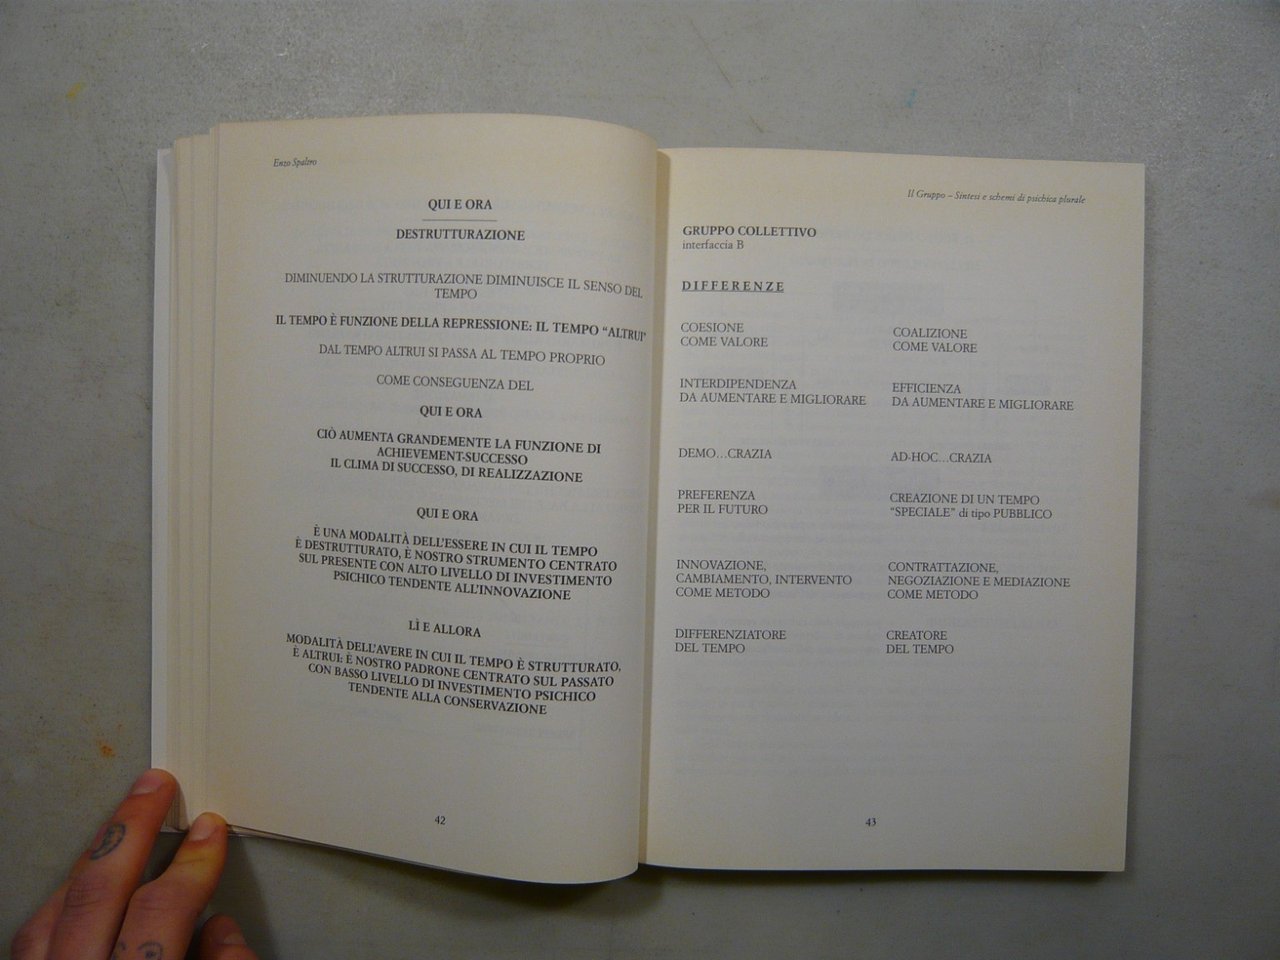 Enzo Spaltro
QUI E ORA
DESTRUTTURAZIONE
DIMINUENDO LA STRUTTURAZIONE DIMINUISCE IL SENSO DEL
TEMPO
IL TEMPO È FUNZIONE DELLA REPRESSIONE: IL TEMPO “ALTRUI”
DAL TEMPO ALTRUI SI PASSA AL TEMPO PROPRIO
COME CONSEGUENZA DEL
QUI E ORA
CIÒ AUMENTA GRANDEMENTE LA FUNZIONE DI
ACHIEVEMENT-SUCCESSO
IL CLIMA DI SUCCESSO, DI REALIZZAZIONE
QUI E ORA
È UNA MODALITÀ DELL’ESSERE IN CUI IL TEMPO
È DESTRUTTURATO, È NOSTRO STRUMENTO CENTRATO
SUL PRESENTE CON ALTO LIVELLO DI INVESTIMENTO
PSICHICO TENDENTE ALL’INNOVAZIONE
LÌ E ALLORA
MODALITÀ DELL’AVERE IN CUI IL TEMPO È STRUTTURATO,
È ALTRUI: È NOSTRO PADRONE CENTRATO SUL PASSATO
CON BASSO LIVELLO DI INVESTIMENTO PSICHICO
TENDENTE ALLA CONSERVAZIONE
42
Il Gruppo – Sintesi e schemi di psichica plurale
GRUPPO COLLETTIVO
interfaccia B
DIFFERENZE
COESIONE
COME VALORE
COALIZIONE
COME VALORE
INTERDIPENDENZA
DA AUMENTARE E MIGLIORARE
EFFICIENZA
DA AUMENTARE E MIGLIORARE
DEMO…CRAZIA
AD-HOC…CRAZIA
PREFERENZA
PER IL FUTURO
CREAZIONE DI UN TEMPO
“SPECIALE” di tipo PUBBLICO
INNOVAZIONE,
CAMBIAMENTO, INTERVENTO
COME METODO
CONTRATTAZIONE,
NEGOZIAZIONE E MEDIAZIONE
COME METODO
DIFFERENZIATORE
DEL TEMPO
CREATORE
DEL TEMPO
43